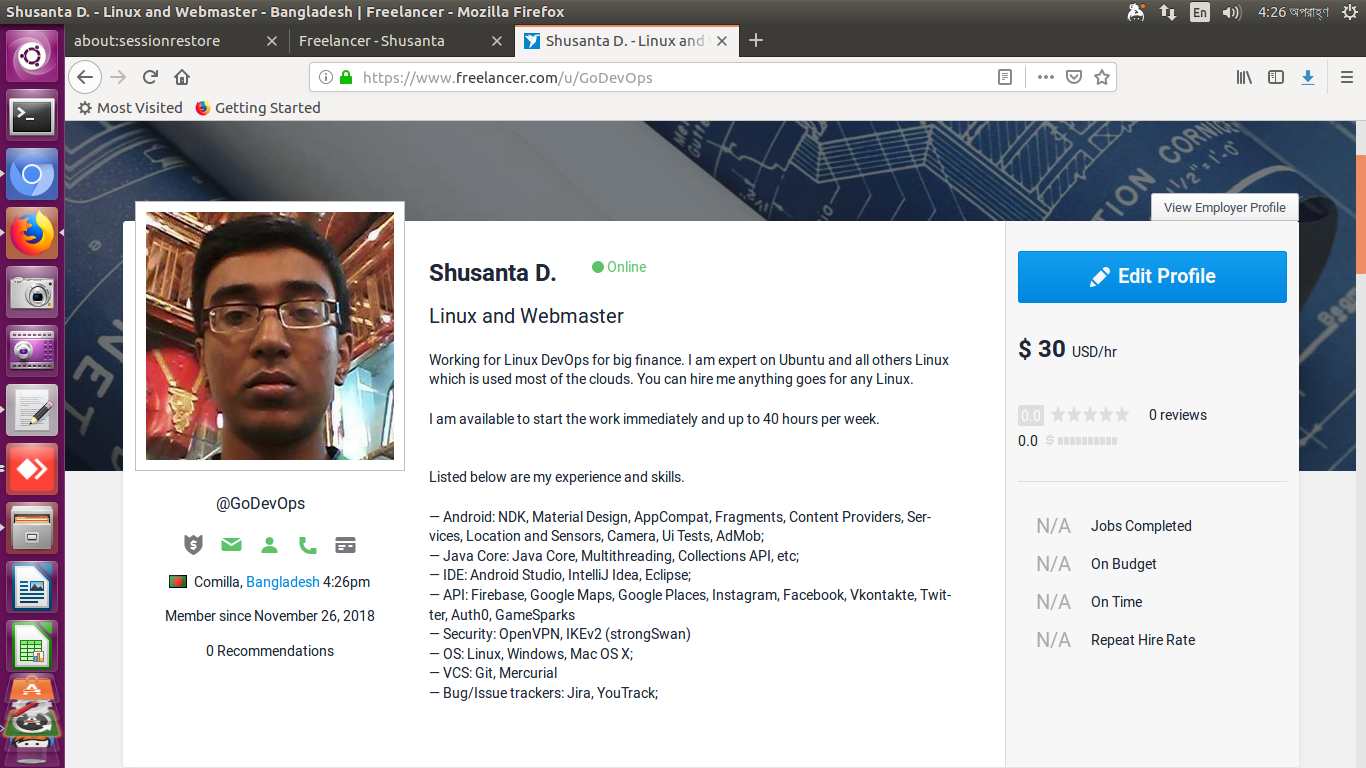 Shusanta D. - Linux and Webmaster - Bangladesh | Freelancer - Mozilla Firefox
En
4:26 অপরাহ্ণ
about:sessionrestore
Freelancer - Shusanta
Shusanta D. - Linux and
https://www.freelancer.com/u/GoDevOps
Most Visited
Getting Started
CORNICE
View Employer Profile
Shusanta D.
Online
Edit Profile
Linux and Webmaster
$ 30 USD/hr
Working for Linux DevOps for big finance. I am expert on Ubuntu and all others Linux
which is used most of the clouds. You can hire me anything goes for any Linux.
I am available to start the work immediately and up to 40 hours per week.
0.0
0 reviews
0.0
$
Listed below are my experience and skills.
— Android: NDK, Material Design, AppCompat, Fragments, Content Providers, Ser-
vices, Location and Sensors, Camera, Ui Tests, AdMob;
— Java Core: Java Core, Multithreading, Collections API, etc;
— IDE: Android Studio, IntelliJ Idea, Eclipse;
— API: Firebase, Google Maps, Google Places, Instagram, Facebook, Vkontakte, Twit-
ter, Auth0, GameSparks
— Security: OpenVPN, IKEv2 (strongSwan)
— OS: Linux, Windows, Mac OS X;
— VCS: Git, Mercurial
— Bug/Issue trackers: Jira, YouTrack;
@GoDevOps
Comilla, Bangladesh 4:26pm
Member since November 26, 2018
0 Recommendations
N/A Jobs Completed
N/A On Budget
N/A On Time
N/A Repeat Hire Rate